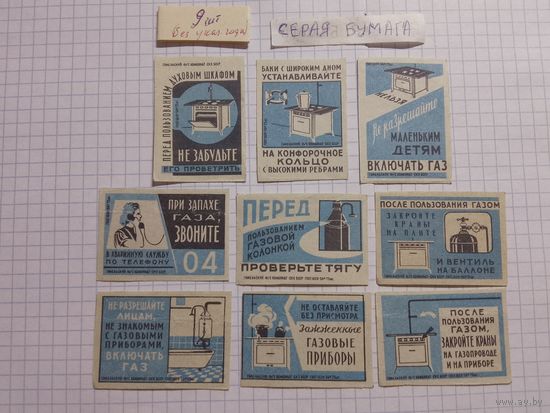 9 шт
Без указ года
СЕРАЯ БУМАГА
ПЕРЕД ПОЛЬЗОВАНИЕМ
ДУХОВЫМ ШКАФОМ
НЕ ЗАБУДЬТЕ
ЕГО ПРОВЕТРИТЬ
БАКИ С ШИРОКИМ ДНОМ
УСТАНАВЛИВАЙТЕ
НА КОНФОРОЧНОЕ
КОЛЬЦО
С ВЫСОКИМИ РЕБРАМИ
НЕЛЬЗЯ
Не разрешайте
МАЛЕНЬКИМ
ДЕТЯМ
ВКЛЮЧАТЬ ГАЗ
ПРИ ЗАПАХЕ
ГАЗА,
ЗВОНИТЕ
В АВАРИЙНУЮ СЛУЖБУ
ПО ТЕЛЕФОНУ
04
ПЕРЕД
ПОЛЬЗОВАНИЕМ
ГАЗОВОЙ
КОЛОНКОЙ
ПРОВЕРЬТЕ ТЯГУ
ПОСЛЕ ПОЛЬЗОВАНИЯ ГАЗОМ
ЗАКРОЙТЕ
КРАНЫ
НА ПЛИТЕ
И ВЕНТИЛЬ
НА БАЛЛОНЕ
НЕ РАЗРЕШАЙТЕ
ЛИЦАМ,
НЕ ЗНАКОМЫМ
С ГАЗОВЫМИ
ПРИБОРАМИ,
ВКЛЮЧАТЬ
ГАЗ
НЕ ОСТАВЛЯЙТЕ
БЕЗ ПРИСМОТРА
Зажженные
ГАЗОВЫЕ
ПРИБОРЫ
ПОСЛЕ
ПОЛЬЗОВАНИЯ
ГАЗОМ,
ЗАКРОЙТЕ КРАНЫ
НА ГАЗОПРОВОДЕ
И НА ПРИБОРЕ
ay.by